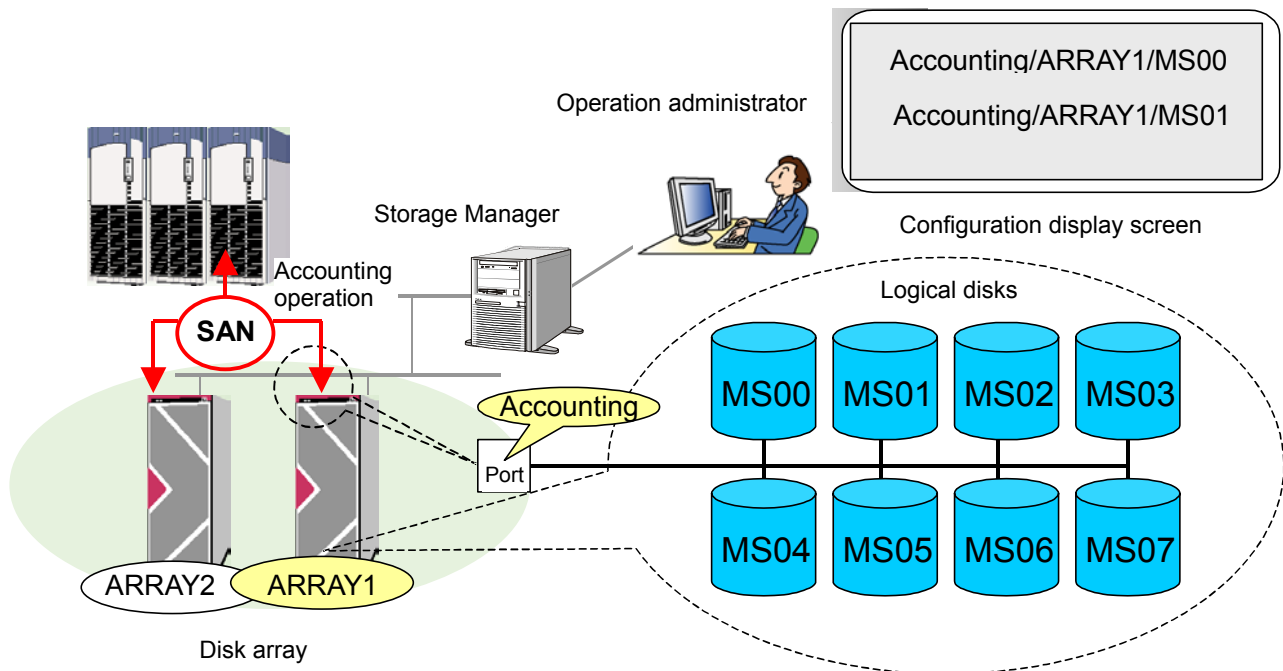 Accounting/ARRAY1/MS00
Accounting/ARRAY1/MS01
Operation administrator
Configuration display screen
Storage Manager
Accounting
operation
SAN
Logical disks
MS00 MS01 MS02 MS03
Accounting
Port
MS04 MS05 MS06 MS07
ARRAY2 ARRAY1
Disk array